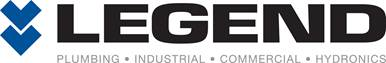 LEGEND
PLUMBING • INDUSTRIAL • COMMERCIAL • HYDRONICS